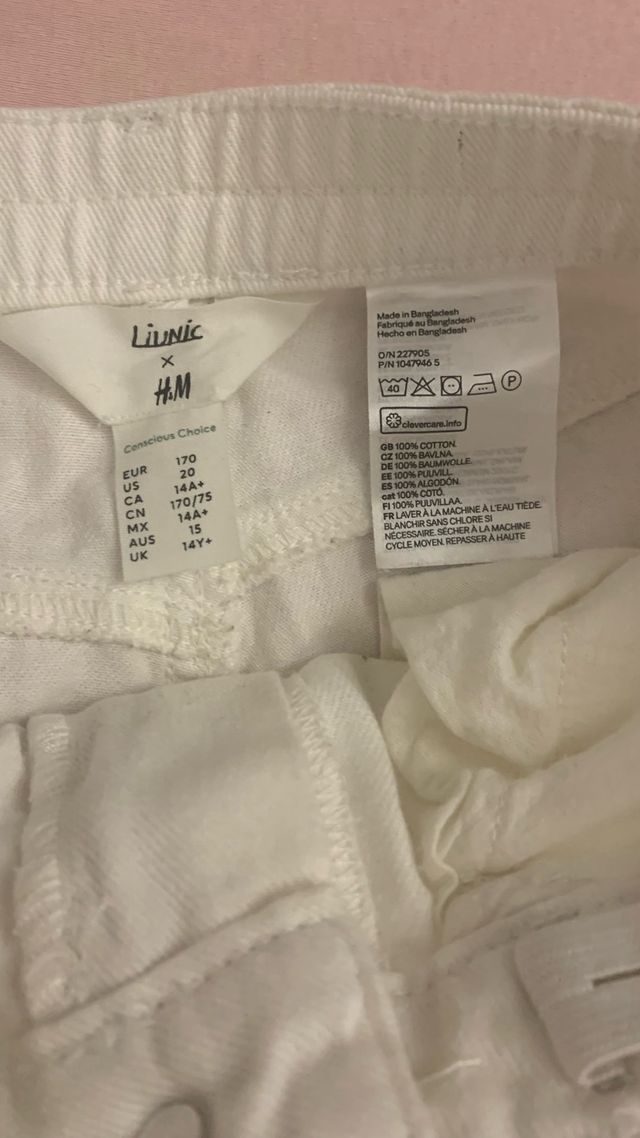 LiUNiC
×
H&M
Conscious Choice
EUR 170
US 20
CA 14A+
CN 170/75
MX 14A+
AUS 15
UK 14Y+
Made in Bangladesh
Fabriqué au Bangladesh
Hecho en Bangladesh
O/N 227905
P/N 1047946 5
40 P
clevercare.info
GB 100% COTTON.
CZ 100% BAVLNA.
DE 100% BAUMWOLLE.
EE 100% PUUVILL.
ES 100% ALGODÓN.
cat 100% COTÓ.
FI 100% PUUVILLAA.
FR LAVER À LA MACHINE À L'EAU TIÈDE.
BLANCHIR SANS CHLORE SI
NÉCESSAIRE. SÉCHER À LA MACHINE
CYCLE MOYEN. REPASSER À HAUTE